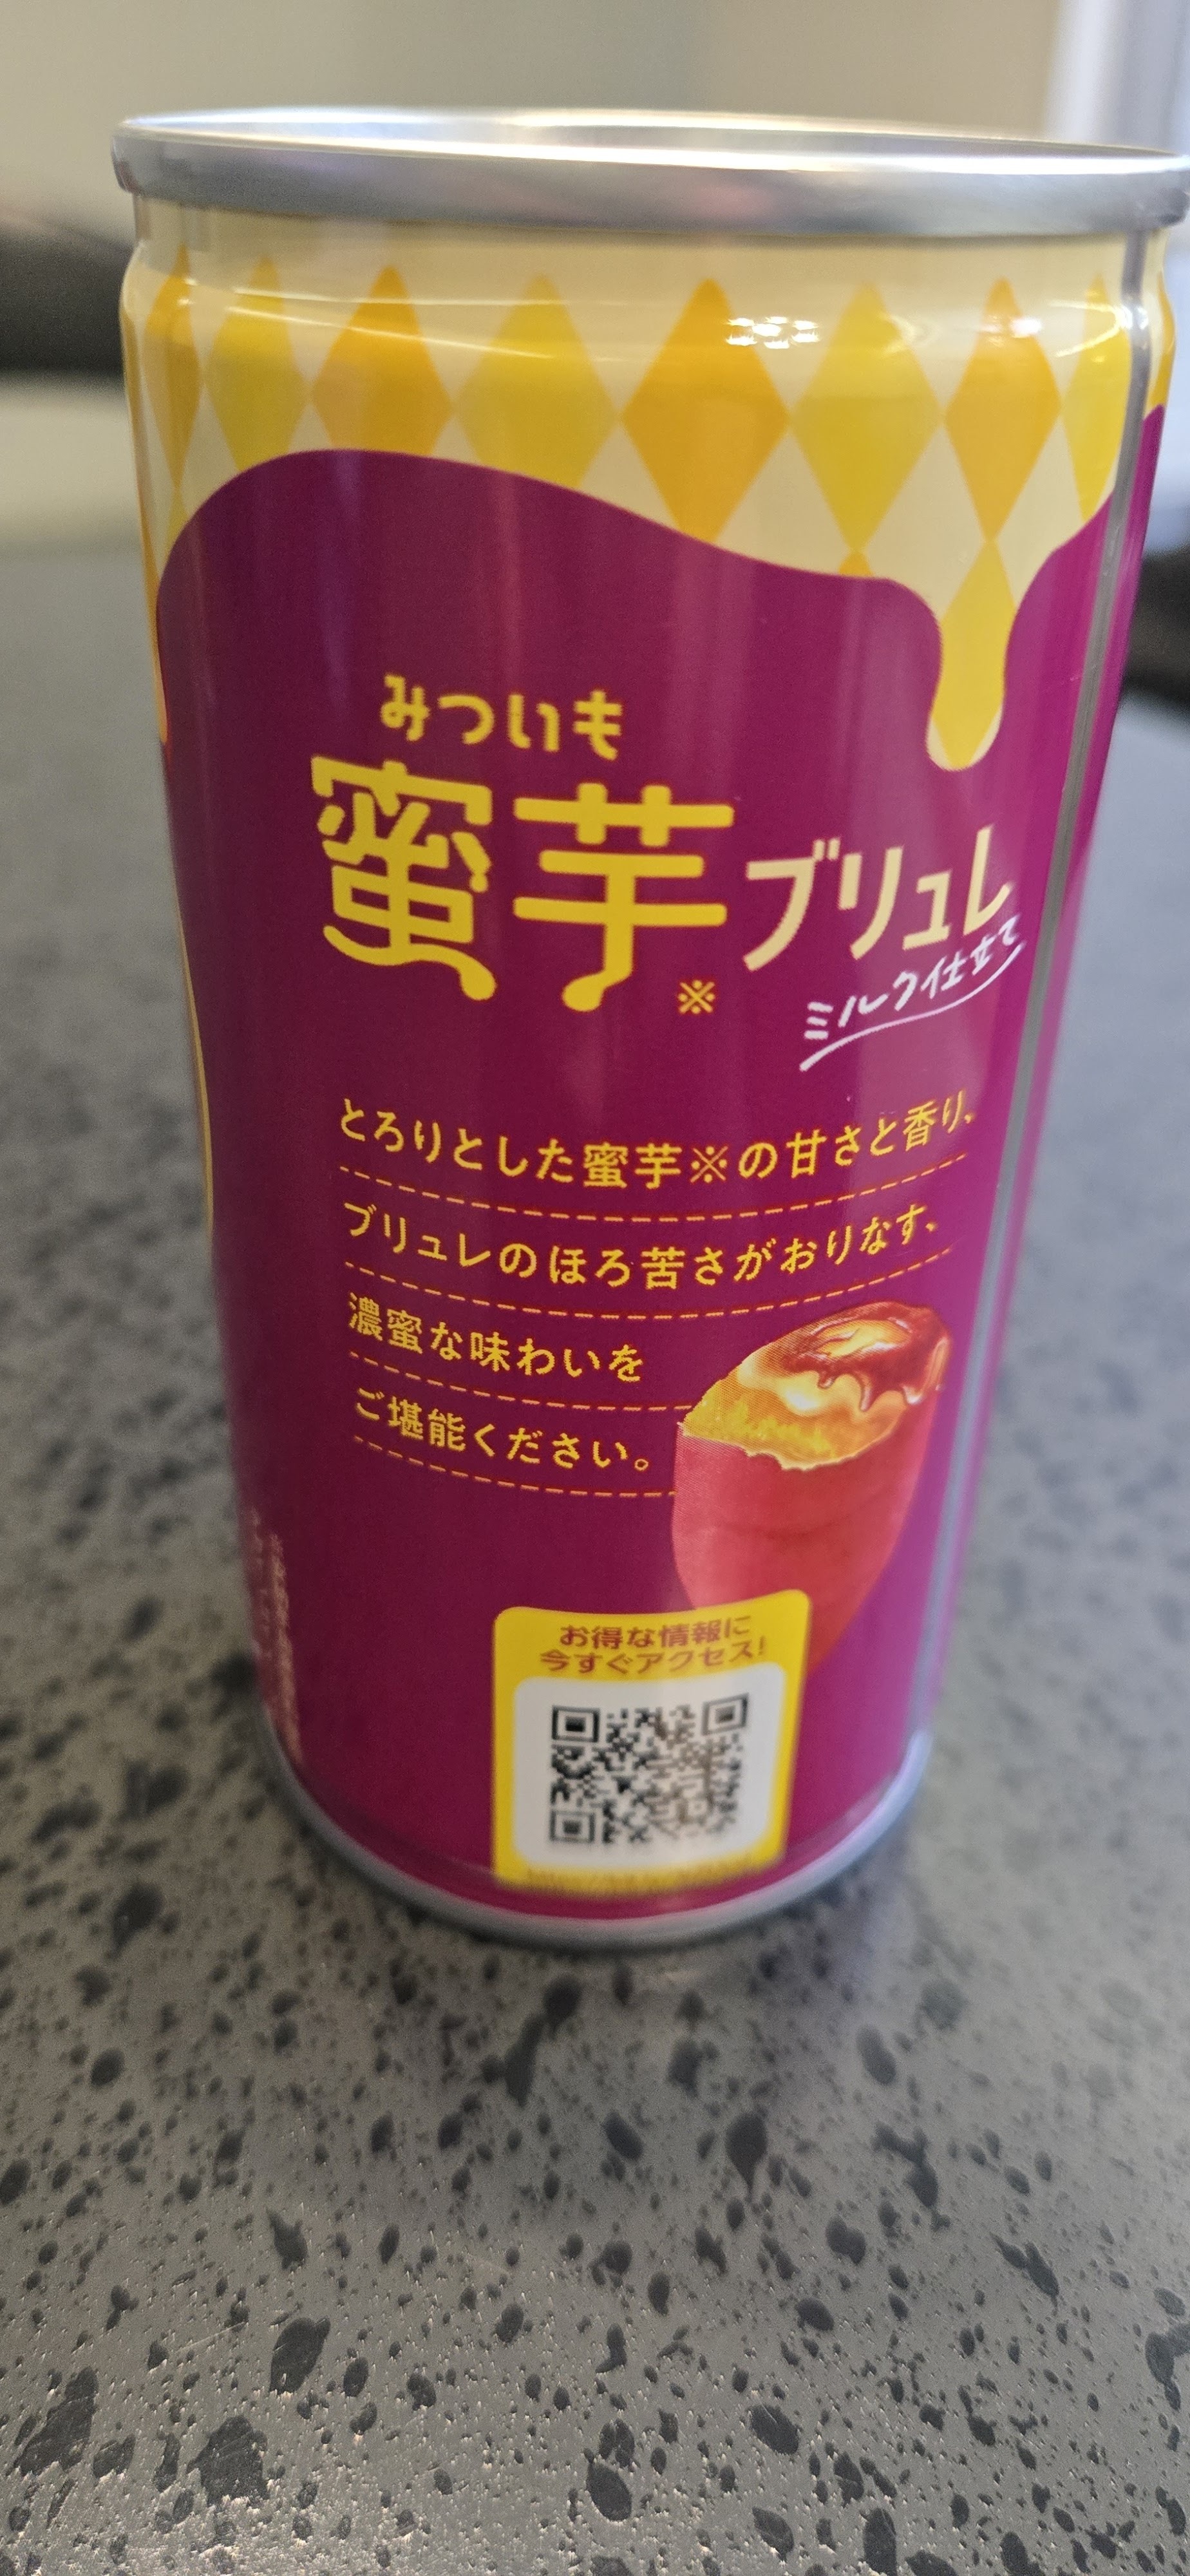 みついも
蜜芋※ブリュレ
ミルク仕立て
とろりとした蜜芋※の甘さと香り、
ブリュレのほろ苦さがおりなす、
濃蜜な味わいを
ご堪能ください。
お得な情報に
今すぐアクセス!